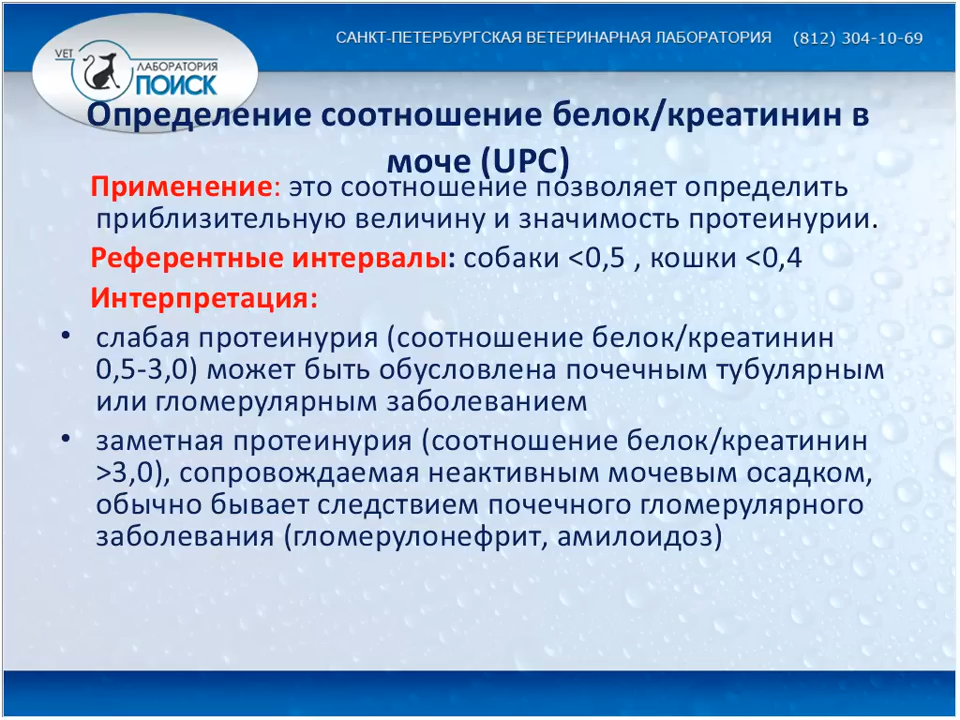 САНКТ-ПЕТЕРБУРГСКАЯ ВЕТЕРИНАРНАЯ ЛАБОРАТОРИЯ (812) 304-10-69
VET
ЛАБОРАТОРИЯ
ПОИСК
Определение соотношение белок/креатинин в
моче (UPC)
Применение: это соотношение позволяет определить
приблизительную величину и значимость протеинурии.
Референтные интервалы: собаки <0,5 , кошки <0,4
Интерпретация:
• слабая протеинурия (соотношение белок/креатинин
0,5-3,0) может быть обусловлена почечным тубулярным
или гломерулярным заболеванием
• заметная протеинурия (соотношение белок/креатинин
>3,0), сопровождаемая неактивным мочевым осадком,
обычно бывает следствием почечного гломерулярного
заболевания (гломерулонефрит, амилоидоз)